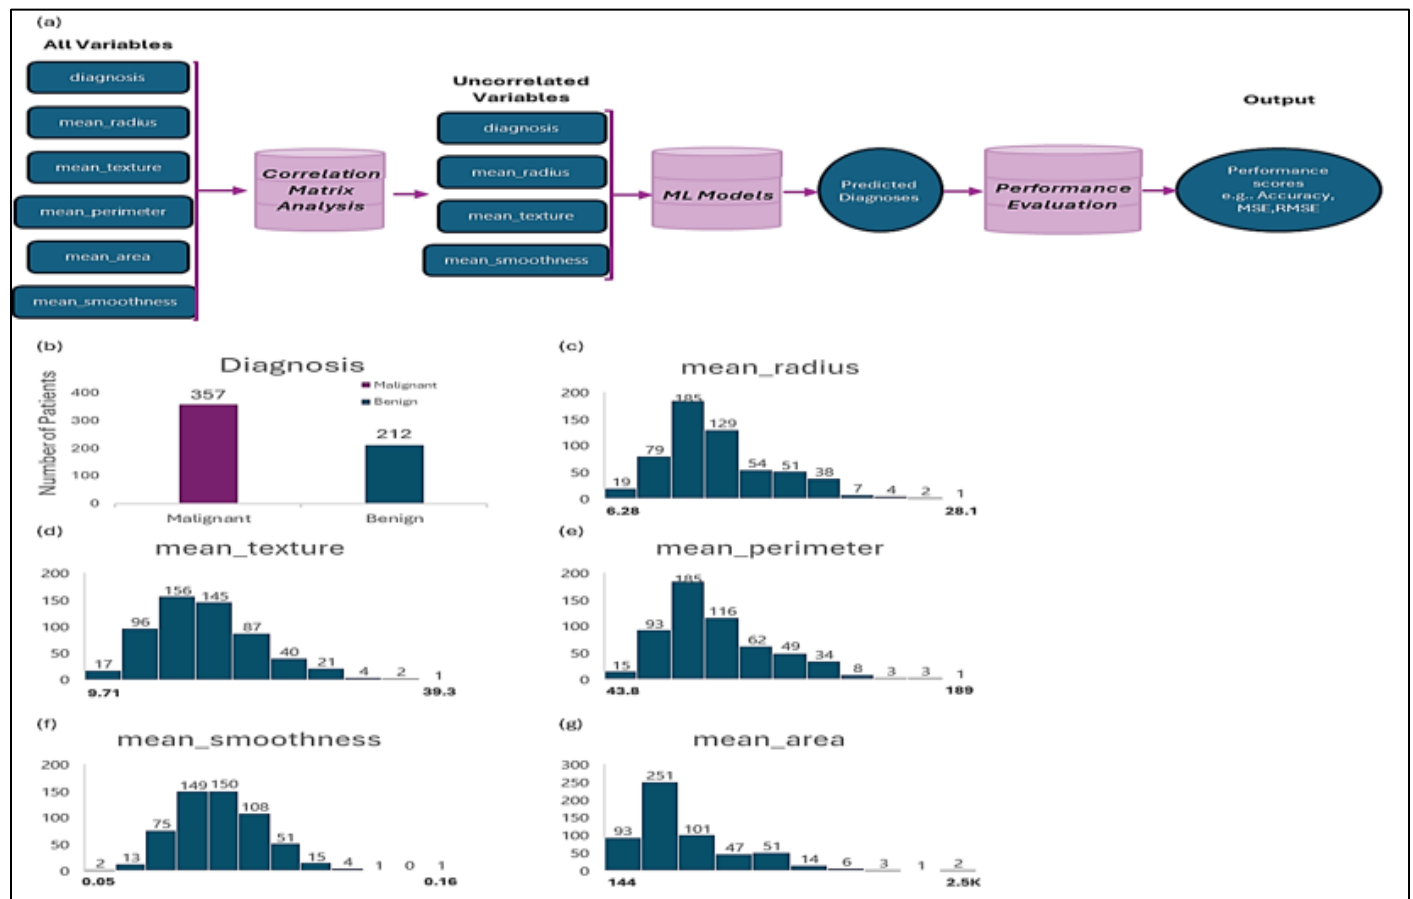 (a)
All Variables
diagnosis
mean_radius
mean_texture
mean_perimeter
mean_area
mean_smoothness
Correlation
Matrix
Analysis
Uncorrelated
Variables
diagnosis
mean_radius
mean_texture
mean_smoothness
ML Models
Predicted
Diagnoses
Performance
Evaluation
Output
Performance
scores
e.g.. Accuracy,
MSE,RMSE
(b)
Diagnosis
Number of Patients
Malignant
Benign
400
300
200
100
0
357
212
Malignant
Benign
(c)
mean_radius
200
150
100
50
0
19 79 185 129 54 51 38 7 4 2 1
6.28 28.1
(d)
mean_texture
200
150
100
50
0
17 96 156 145 87 40 21 4 2 1
9.71 39.3
(e)
mean_perimeter
200
150
100
50
0
15 93 185 116 62 49 34 8 3 3 1
43.8 189
(f)
mean_smoothness
200
150
100
50
0
2 13 75 149 150 108 51 15 4 1 0 1
0.05 0.16
(g)
mean_area
300
250
200
150
100
50
0
93 251 101 47 51 14 6 3 1 2
144 2.5K